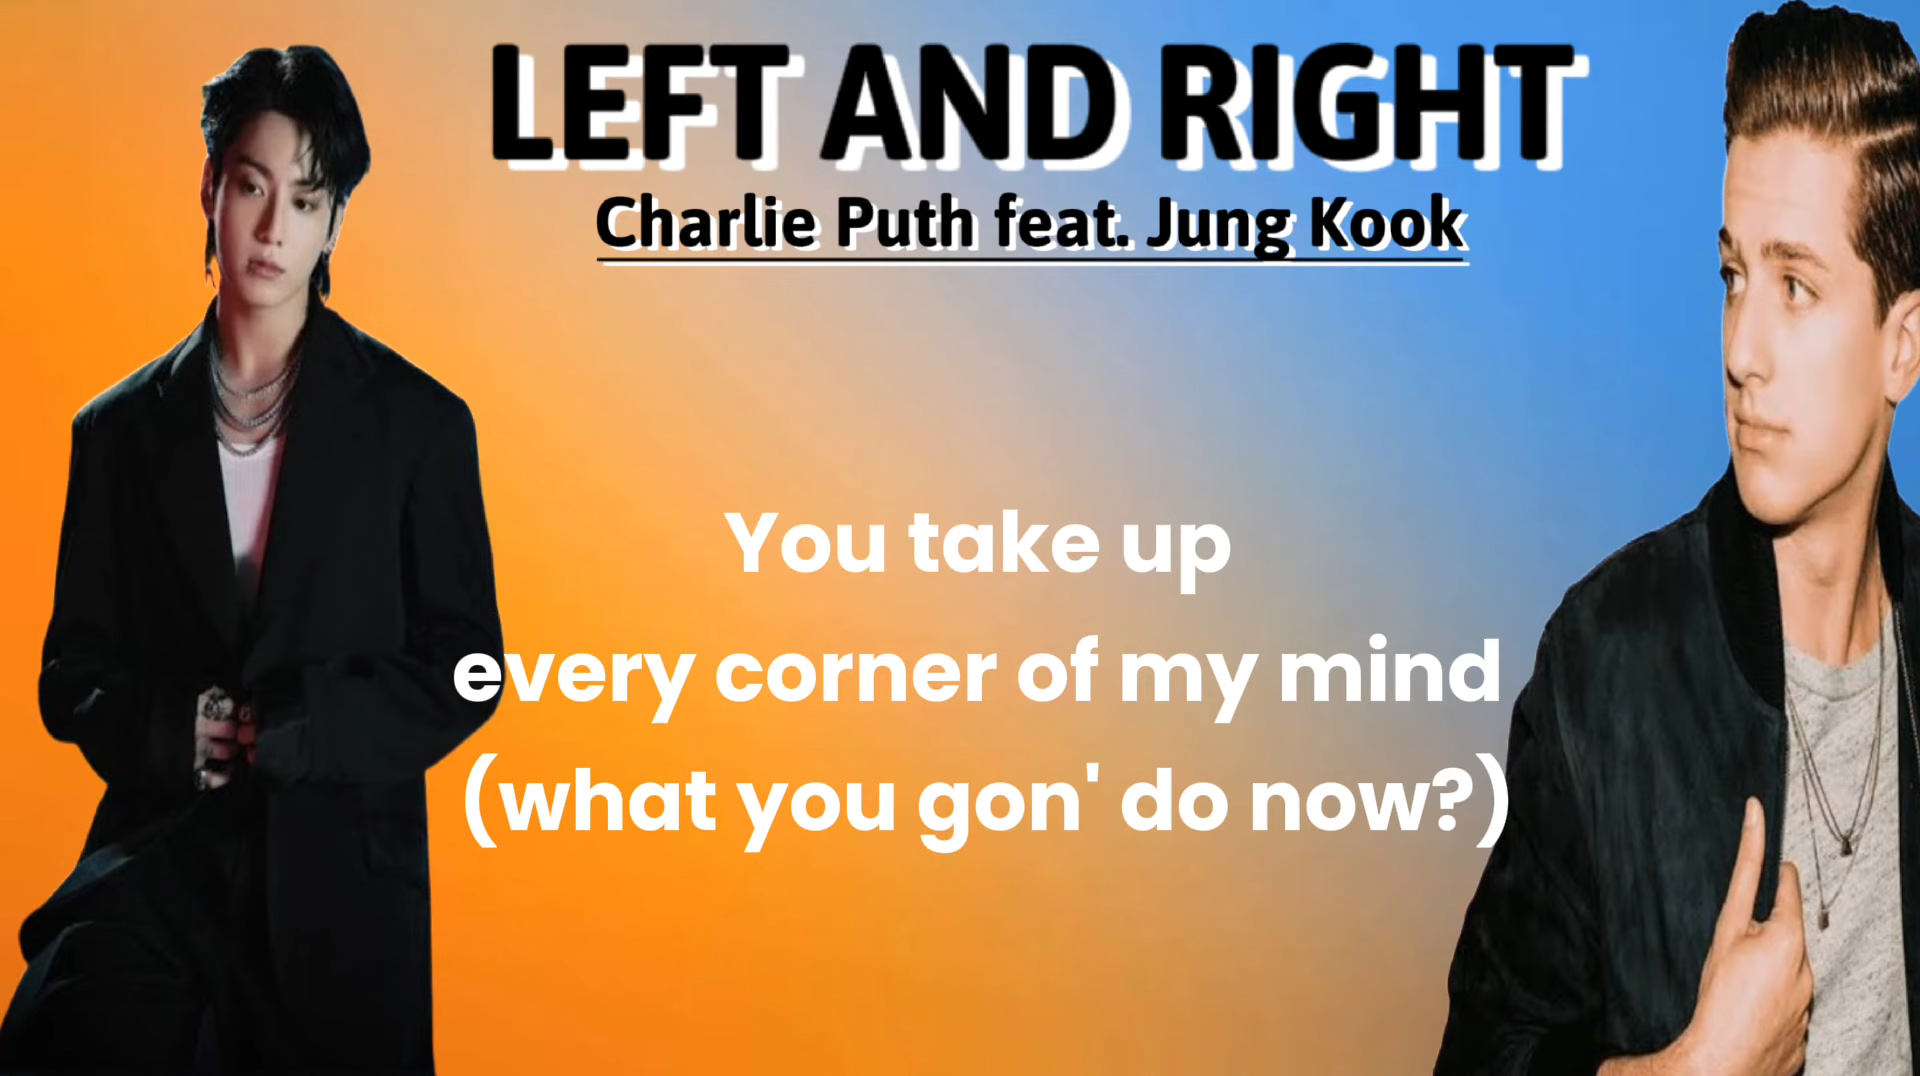 LEFT AND RIGHT
Charlie Puth feat. Jung Kook
You take up
every corner of my mind
(what you gon' do now?)